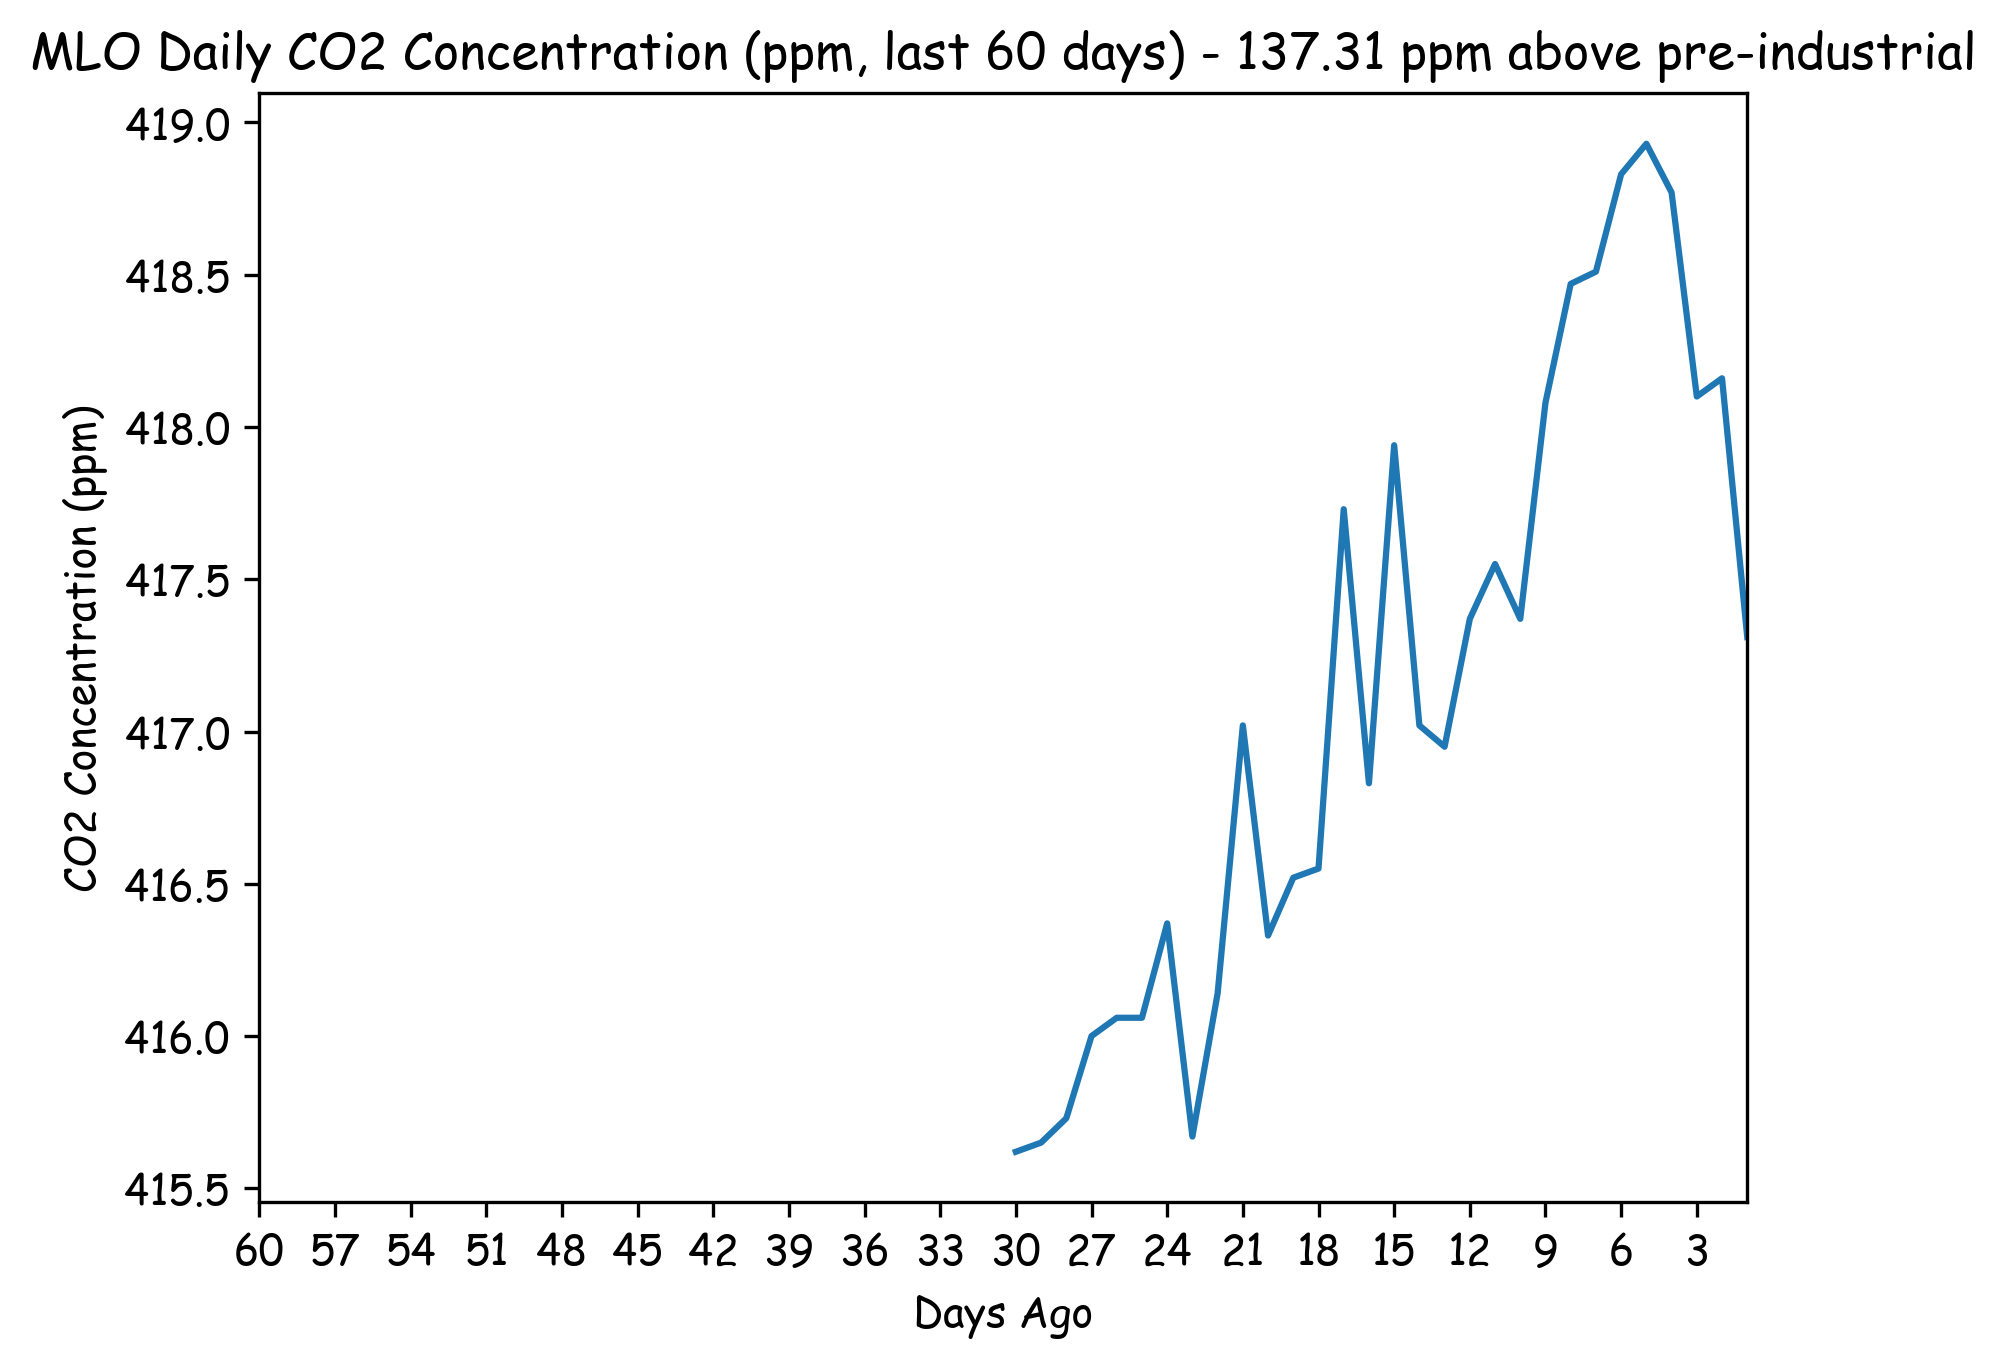 MLO Daily CO2 Concentration (ppm, last 60 days) - 137.31 ppm above pre-industrial
419.0
418.5
418.0
417.5
417.0
416.5
416.0
415.5
CO2 Concentration (ppm)
60 57 54 51 48 45 42 39 36 33 30 27 24 21 18 15 12 9 6 3
Days Ago